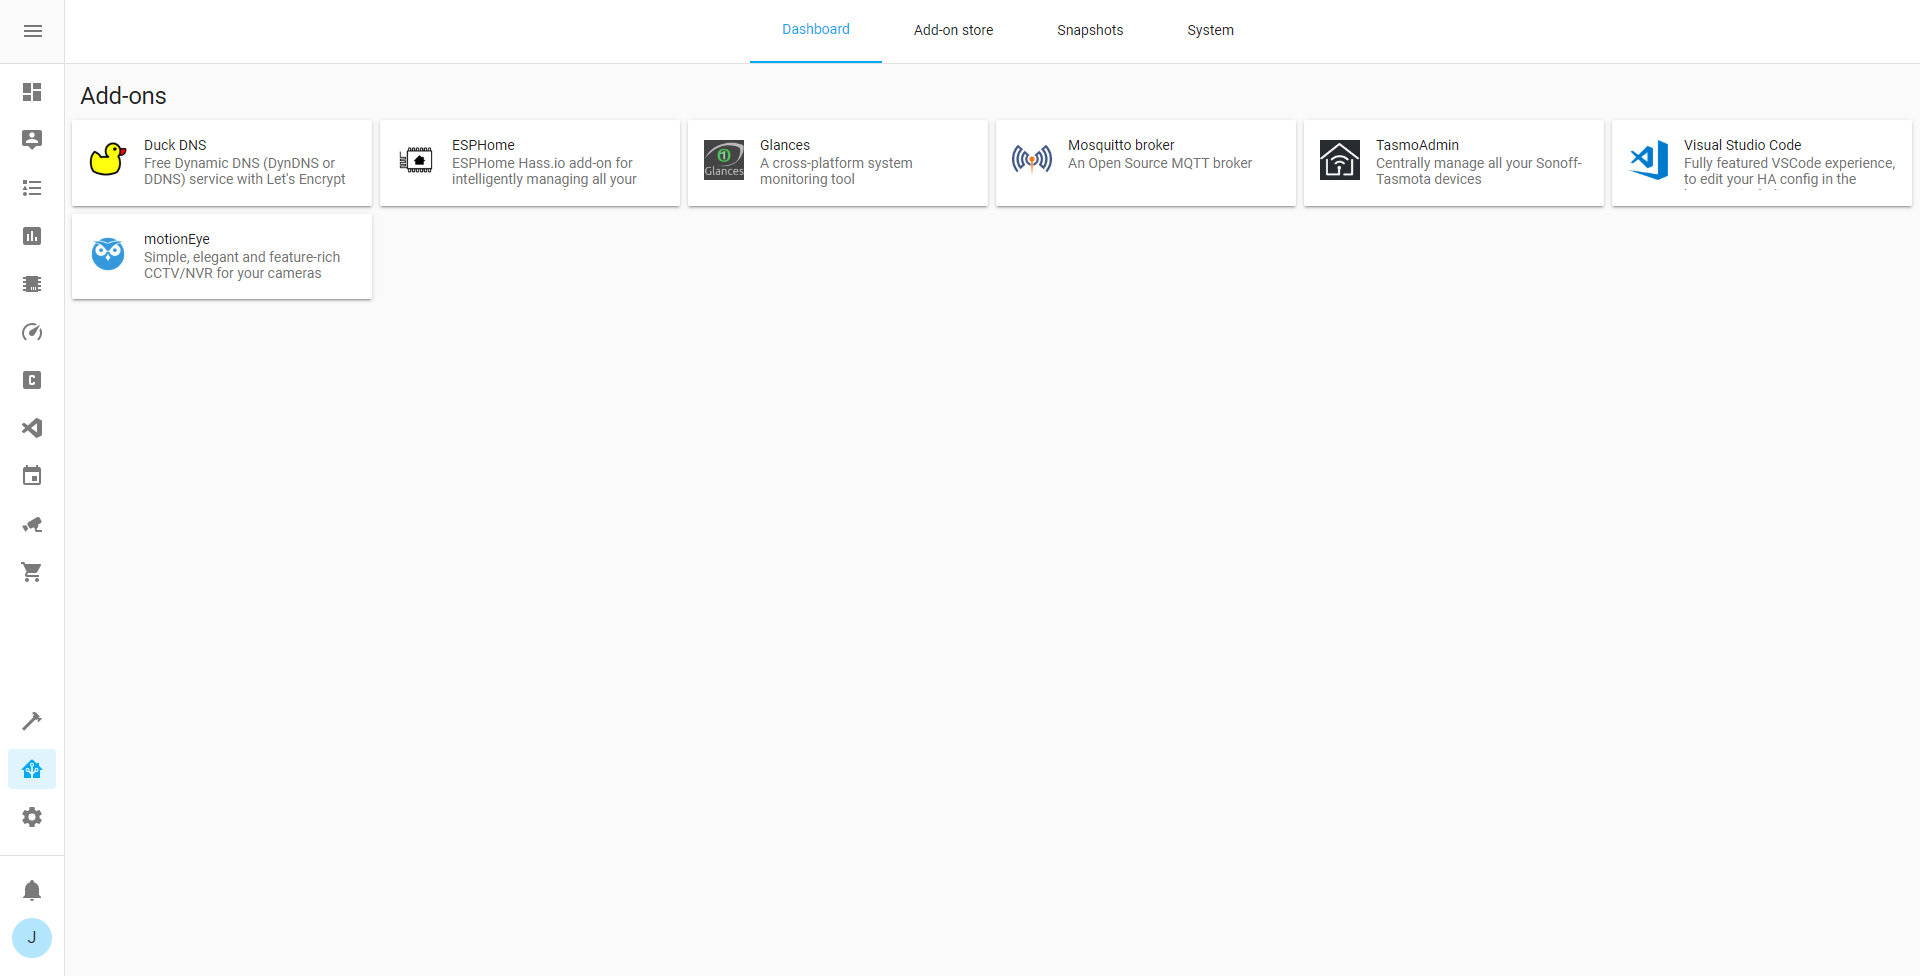 Dashboard
Add-on store
Snapshots
System
Add-ons
Duck DNS
Free Dynamic DNS (DynDNS or
DDNS) service with Let's Encrypt
ESPHome
ESPHome Hass.io add-on for
intelligently managing all your
Glances
Glances
A cross-platform system
monitoring tool
Mosquitto broker
An Open Source MQTT broker
TasmoAdmin
Centrally manage all your Sonoff-
Tasmota devices
Visual Studio Code
Fully featured VSCode experience,
to edit your HA config in the
motionEye
Simple, elegant and feature-rich
CCTV/NVR for your cameras
C
J